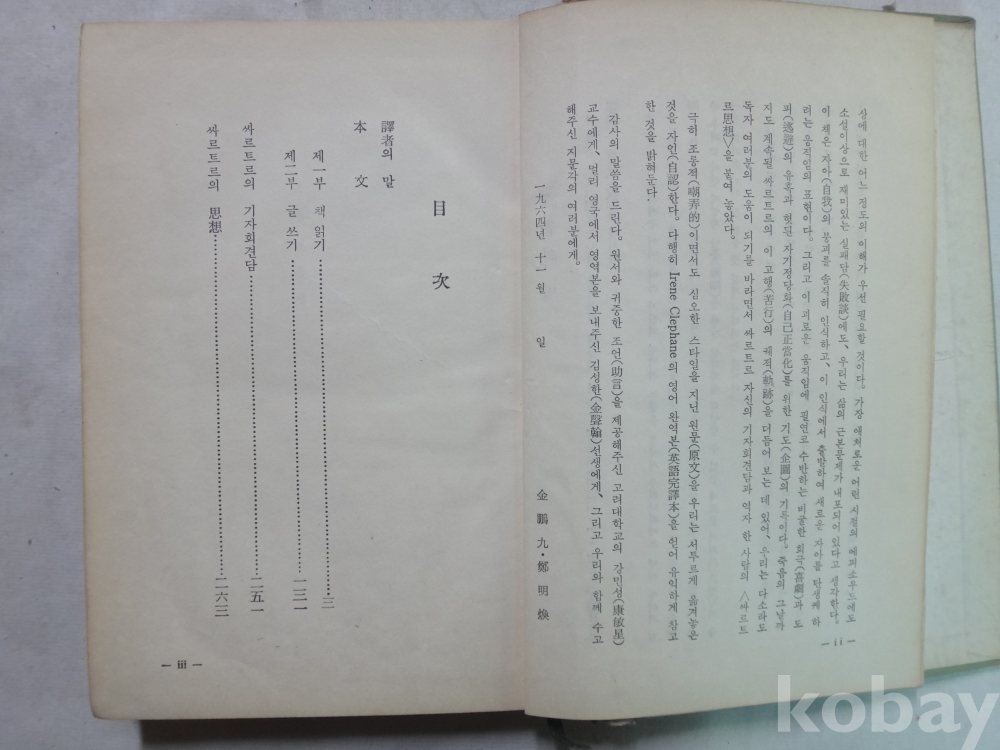 상에 대한 어느 정도의 이해가 우선 필요할 것이다. 가장 애처로운 어린 시절의 에피소우드에도
소설이상으로 재미있는 실패담(失敗談)에도, 우리는 삶의 근본문제가 내포되어 있다고 생각한다.
이 책은 자아(自我)의 붕괴를 솔직히 인식하고, 이 인식에서 출발하여 새로운 자아를 탄생케 하
려는 움직임의 표현이다. 그리고 이 괴로운 움직임에 필연코 수반하는 비굴한 희극(喜劇)과 도
피(逃避)의 유혹과 헛된 자기정당화(自己正當化)를 위한 기도(企圖)의 기록이다. 죽음의 그날까
지도 계속될 싸르트르의 이 고행(苦行)의 궤적(軌跡)을 더듬어 보는 데 있어, 우리는 다소라도
독자 여러분의 도움이 되기를 바라면서 싸르트르 자신의 기자회견담과 역자 한 사람의 〈싸르트
르思想〉을 붙여 놓았다.
극히 조롱적(嘲弄的)이면서도 심오한 스타일을 지닌 원문(原文)을 우리는 서투르게 옮겨놓은
것을 자인(自認)한다. 다행히 Irene Clephane의 영어 완역본(英語完譯本)을 얻어 유익하게 참고
한 것을 밝혀둔다.
감사의 말씀을 드린다. 원서와 귀중한 조언(助言)을 제공해주신 고려대학교의 강민성(康敏星)
교수에게, 멀리 영국에서 영역본을 보내주신 김성한(金聲翰)선생에게, 그리고 우리와 함께 수고
해주신 지문각의 여러분에게.
一九六四년 十一월 일
金鵬九·鄭明煥
— ii —
目 次
譯者의 말
本 文
제一부 책 읽기……………………三
제二부 글 쓰기……………………一三一
싸르트르의 기자회견담……………………二五一
싸르트르의 思想……………………二六三
— iii —
kobay